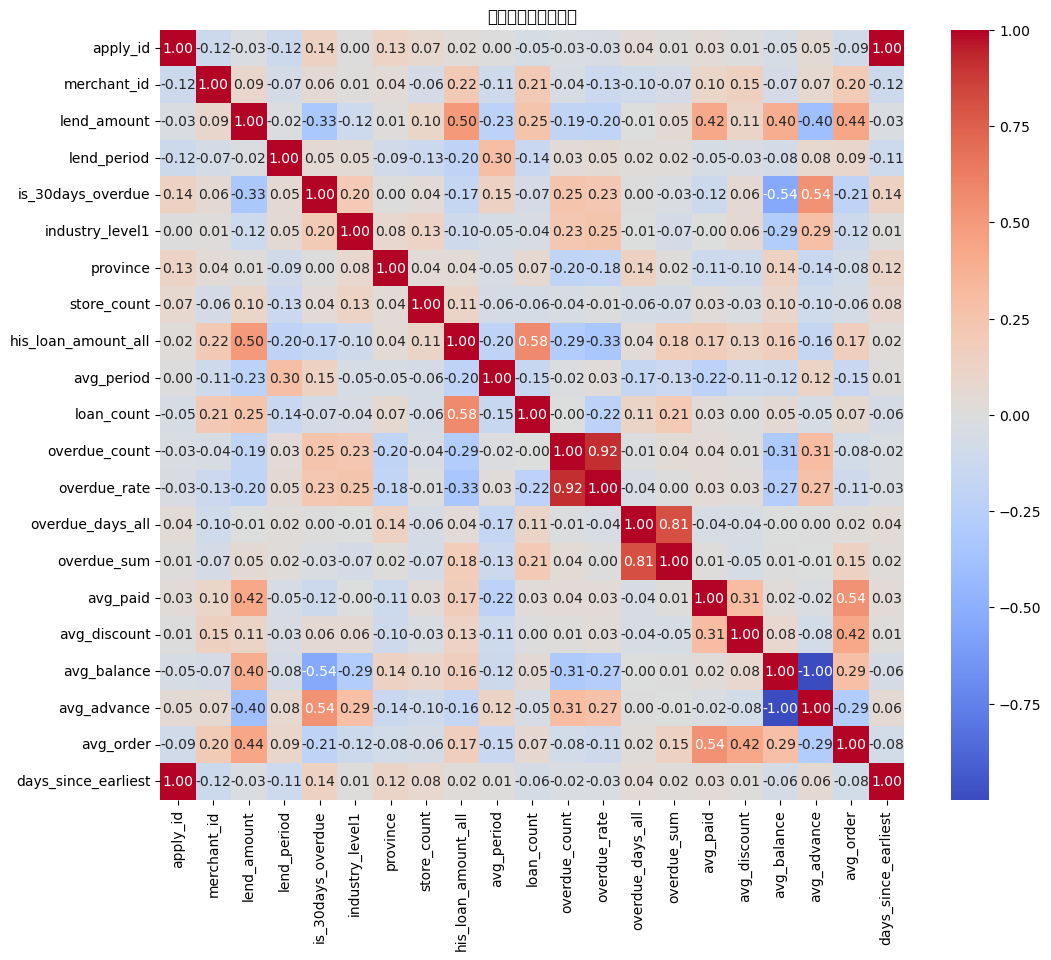 apply_id 1.00 -0.12 -0.03 -0.12 0.14 0.00 0.13 0.07 0.02 0.00 -0.05 -0.03 -0.03 0.04 0.01 0.03 0.01 -0.05 0.05 -0.09 1.00
merchant_id -0.12 1.00 0.09 -0.07 0.06 0.01 0.04 -0.06 0.22 -0.11 0.21 -0.04 -0.13 -0.10 -0.07 0.10 0.15 -0.07 0.07 0.20 -0.12
lend_amount -0.03 0.09 1.00 -0.02 -0.33 -0.12 0.01 0.10 0.50 -0.23 0.25 -0.19 -0.20 -0.01 0.05 0.42 0.11 0.40 -0.40 0.44 -0.03
lend_period -0.12 -0.07 -0.02 1.00 0.05 0.05 -0.09 -0.13 -0.20 0.30 -0.14 0.03 0.05 0.02 0.02 -0.05 -0.03 -0.08 0.08 0.09 -0.11
is_30days_overdue 0.14 0.06 -0.33 0.05 1.00 0.20 0.00 0.04 -0.17 0.15 -0.07 0.25 0.23 0.00 -0.03 -0.12 0.06 -0.54 0.54 -0.21 0.14
industry_level1 0.00 0.01 -0.12 0.05 0.20 1.00 0.08 0.13 -0.10 -0.05 -0.04 0.23 0.25 -0.01 -0.07 -0.00 0.06 -0.29 0.29 -0.12 0.01
province 0.13 0.04 0.01 -0.09 0.00 0.08 1.00 0.04 0.04 -0.05 0.07 -0.20 -0.18 0.14 0.02 -0.11 -0.10 0.14 -0.14 -0.08 0.12
store_count 0.07 -0.06 0.10 -0.13 0.04 0.13 0.04 1.00 0.11 -0.06 -0.06 -0.04 -0.01 -0.06 -0.07 0.03 -0.03 0.10 -0.10 -0.06 0.08
his_loan_amount_all 0.02 0.22 0.50 -0.20 -0.17 -0.10 0.04 0.11 1.00 -0.20 0.58 -0.29 -0.33 0.04 0.18 0.17 0.13 0.16 -0.16 0.17 0.02
avg_period 0.00 -0.11 -0.23 0.30 0.15 -0.05 -0.05 -0.06 -0.20 1.00 -0.15 -0.02 0.03 -0.17 -0.13 -0.22 -0.11 -0.12 0.12 -0.15 0.01
loan_count -0.05 0.21 0.25 -0.14 -0.07 -0.04 0.07 -0.06 0.58 -0.15 1.00 -0.00 -0.22 0.11 0.21 0.03 0.00 0.05 -0.05 0.07 -0.06
overdue_count -0.03 -0.04 -0.19 0.03 0.25 0.23 -0.20 -0.04 -0.29 -0.02 -0.00 1.00 0.92 -0.01 0.04 0.04 0.01 -0.31 0.31 -0.08 -0.02
overdue_rate -0.03 -0.13 -0.20 0.05 0.23 0.25 -0.18 -0.01 -0.33 0.03 -0.22 0.92 1.00 -0.04 0.00 0.03 0.03 -0.27 0.27 -0.11 -0.03
overdue_days_all 0.04 -0.10 -0.01 0.02 0.00 -0.01 0.14 -0.06 0.04 -0.17 0.11 -0.01 -0.04 1.00 0.81 -0.04 -0.04 -0.00 0.00 0.02 0.04
overdue_sum 0.01 -0.07 0.05 0.02 -0.03 -0.07 0.02 -0.07 0.18 -0.13 0.21 0.04 0.00 0.81 1.00 0.01 -0.05 0.01 -0.01 0.15 0.02
avg_paid 0.03 0.10 0.42 -0.05 -0.12 -0.00 -0.11 0.03 0.17 -0.22 0.03 0.04 0.03 -0.04 0.01 1.00 0.31 0.02 -0.02 0.54 0.03
avg_discount 0.01 0.15 0.11 -0.03 0.06 0.06 -0.10 -0.03 0.13 -0.11 0.00 0.01 0.03 -0.04 -0.05 0.31 1.00 0.08 -0.08 0.42 0.01
avg_balance -0.05 -0.07 0.40 -0.08 -0.54 -0.29 0.14 0.10 0.16 -0.12 0.05 -0.31 -0.27 -0.00 0.01 0.02 0.08 1.00 -1.00 0.29 -0.06
avg_advance 0.05 0.07 -0.40 0.08 0.54 0.29 -0.14 -0.10 -0.16 0.12 -0.05 0.31 0.27 0.00 -0.01 -0.02 -0.08 -1.00 1.00 -0.29 0.06
avg_order -0.09 0.20 0.44 0.09 -0.21 -0.12 -0.08 -0.06 0.17 -0.15 0.07 -0.08 -0.11 0.02 0.15 0.54 0.42 0.29 -0.29 1.00 -0.08
days_since_earliest 1.00 -0.12 -0.03 -0.11 0.14 0.01 0.12 0.08 0.02 0.01 -0.06 -0.02 -0.03 0.04 0.02 0.03 0.01 -0.06 0.06 -0.08 1.00
apply_id
merchant_id
lend_amount
lend_period
is_30days_overdue
industry_level1
province
store_count
his_loan_amount_all
avg_period
loan_count
overdue_count
overdue_rate
overdue_days_all
overdue_sum
avg_paid
avg_discount
avg_balance
avg_advance
avg_order
days_since_earliest
1.00
0.75
0.50
0.25
0.00
-0.25
-0.50
-0.75